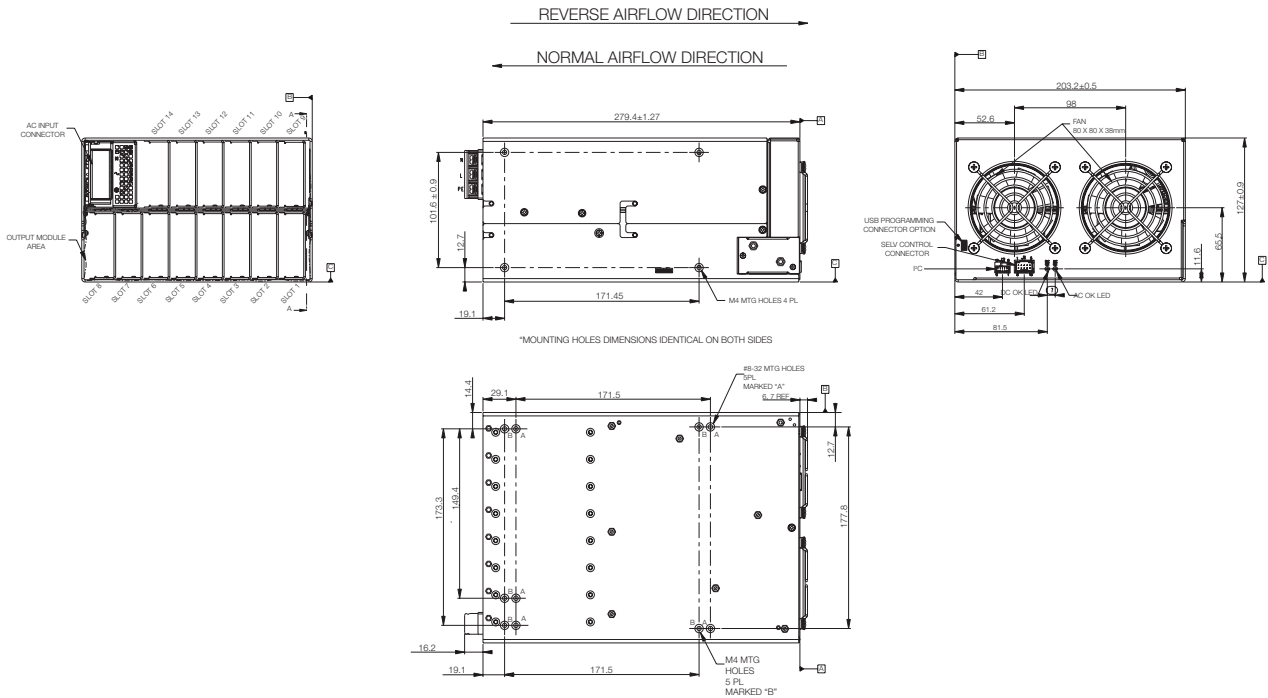 REVERSE AIRFLOW DIRECTION
NORMAL AIRFLOW DIRECTION
B
A
AC INPUT
CONNECTOR
SLOT 14
SLOT 13
SLOT 12
SLOT 11
SLOT 10
SLOT 9
OUTPUT MODULE
AREA
C
SLOT 8
SLOT 7
SLOT 6
SLOT 5
SLOT 4
SLOT 3
SLOT 2
SLOT 1
A
279.4±1.27
A
N
L
PE
101.6 ± 0.9
12.7
C
171.45
M4 MTG HOLES 4 PL
19.1
*MOUNTING HOLES DIMENSIONS IDENTICAL ON BOTH SIDES
B
203.2±0.5
98
52.6
FAN
80 X 80 X 38mm
127±0.9
65.5
11.6
USB PROGRAMMING
CONNECTOR OPTION
SELV CONTROL
CONNECTOR
C
42
DC OK LED
AC OK LED
61.2
81.5
#8-32 MTG HOLES
5PL
MARKED "A"
6, 7 REF
B
14.4
29.1
171.5
B A
B A
12.7
173.3
149.4
177.8
B A
B A
B A
16.2
19.1
171.5
A
M4 MTG
HOLES
5 PL
MARKED "B"